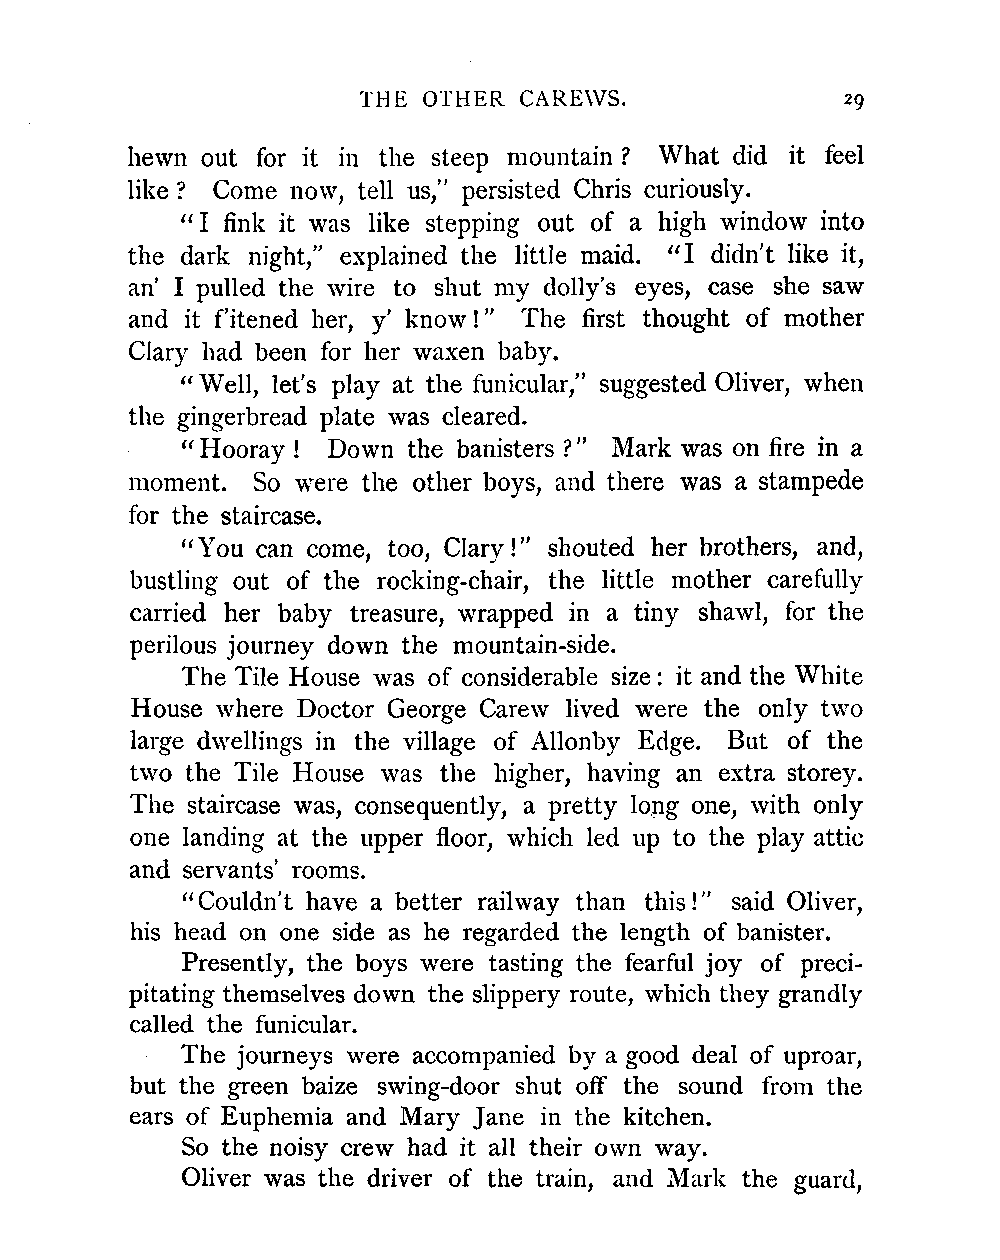 THE OTHER CAREWS. 29
hewn out for it in the steep mountain? What did it feel
like? Come now, tell us,” persisted Chris curiously.
“I fink it was like stepping out of a high window into
the dark night,” explained the little maid. “I didn't like it,
an' I pulled the wire to shut my dolly's eyes, case she saw
and it f'itened her, y' know!” The first thought of mother
Clary had been for her waxen baby.
“Well, let's play at the funicular,” suggested Oliver, when
the gingerbread plate was cleared.
“Hooray! Down the banisters?” Mark was on fire in a
moment. So were the other boys, and there was a stampede
for the staircase.
“You can come, too, Clary!” shouted her brothers, and,
bustling out of the rocking-chair, the little mother carefully
carried her baby treasure, wrapped in a tiny shawl, for the
perilous journey down the mountain-side.
The Tile House was of considerable size: it and the White
House where Doctor George Carew lived were the only two
large dwellings in the village of Allonby Edge. But of the
two the Tile House was the higher, having an extra storey.
The staircase was, consequently, a pretty long one, with only
one landing at the upper floor, which led up to the play attic
and servants' rooms.
“Couldn't have a better railway than this!” said Oliver,
his head on one side as he regarded the length of banister.
Presently, the boys were tasting the fearful joy of preci-
pitating themselves down the slippery route, which they grandly
called the funicular.
The journeys were accompanied by a good deal of uproar,
but the green baize swing-door shut off the sound from the
ears of Euphemia and Mary Jane in the kitchen.
So the noisy crew had it all their own way.
Oliver was the driver of the train, and Mark the guard,